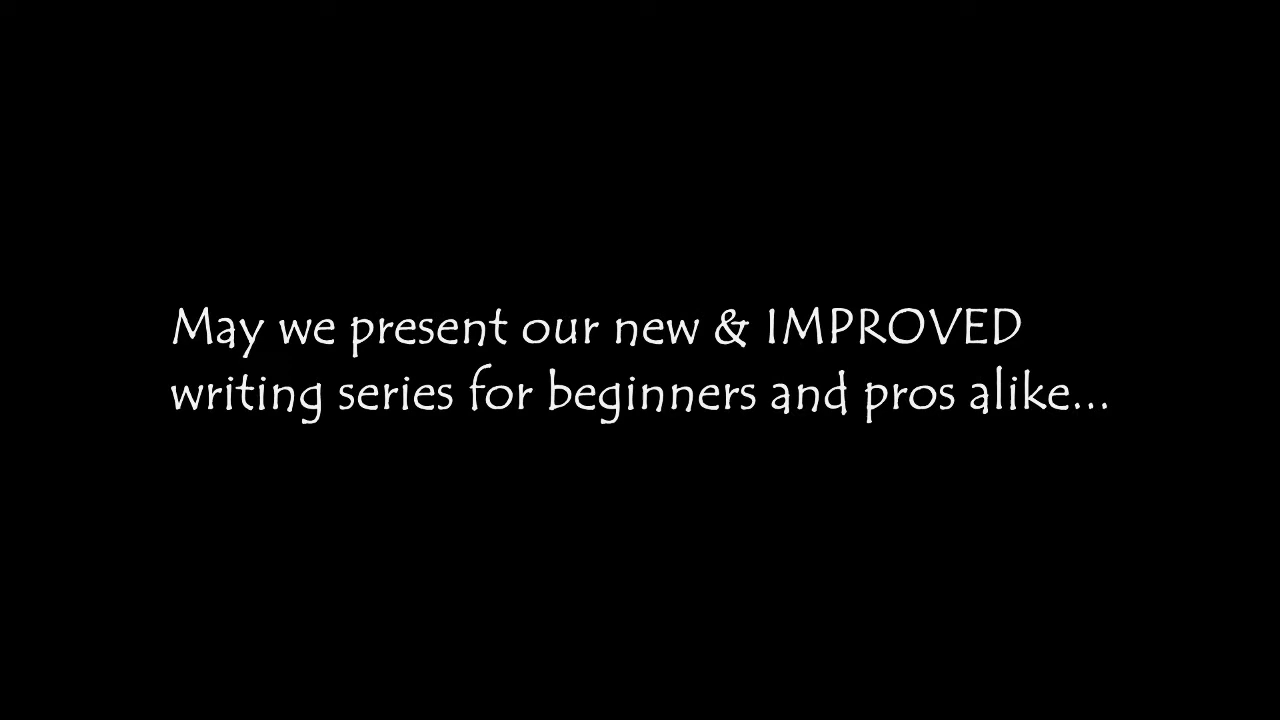 May we present our new & IMPROVED
writing series for beginners and pros alike...